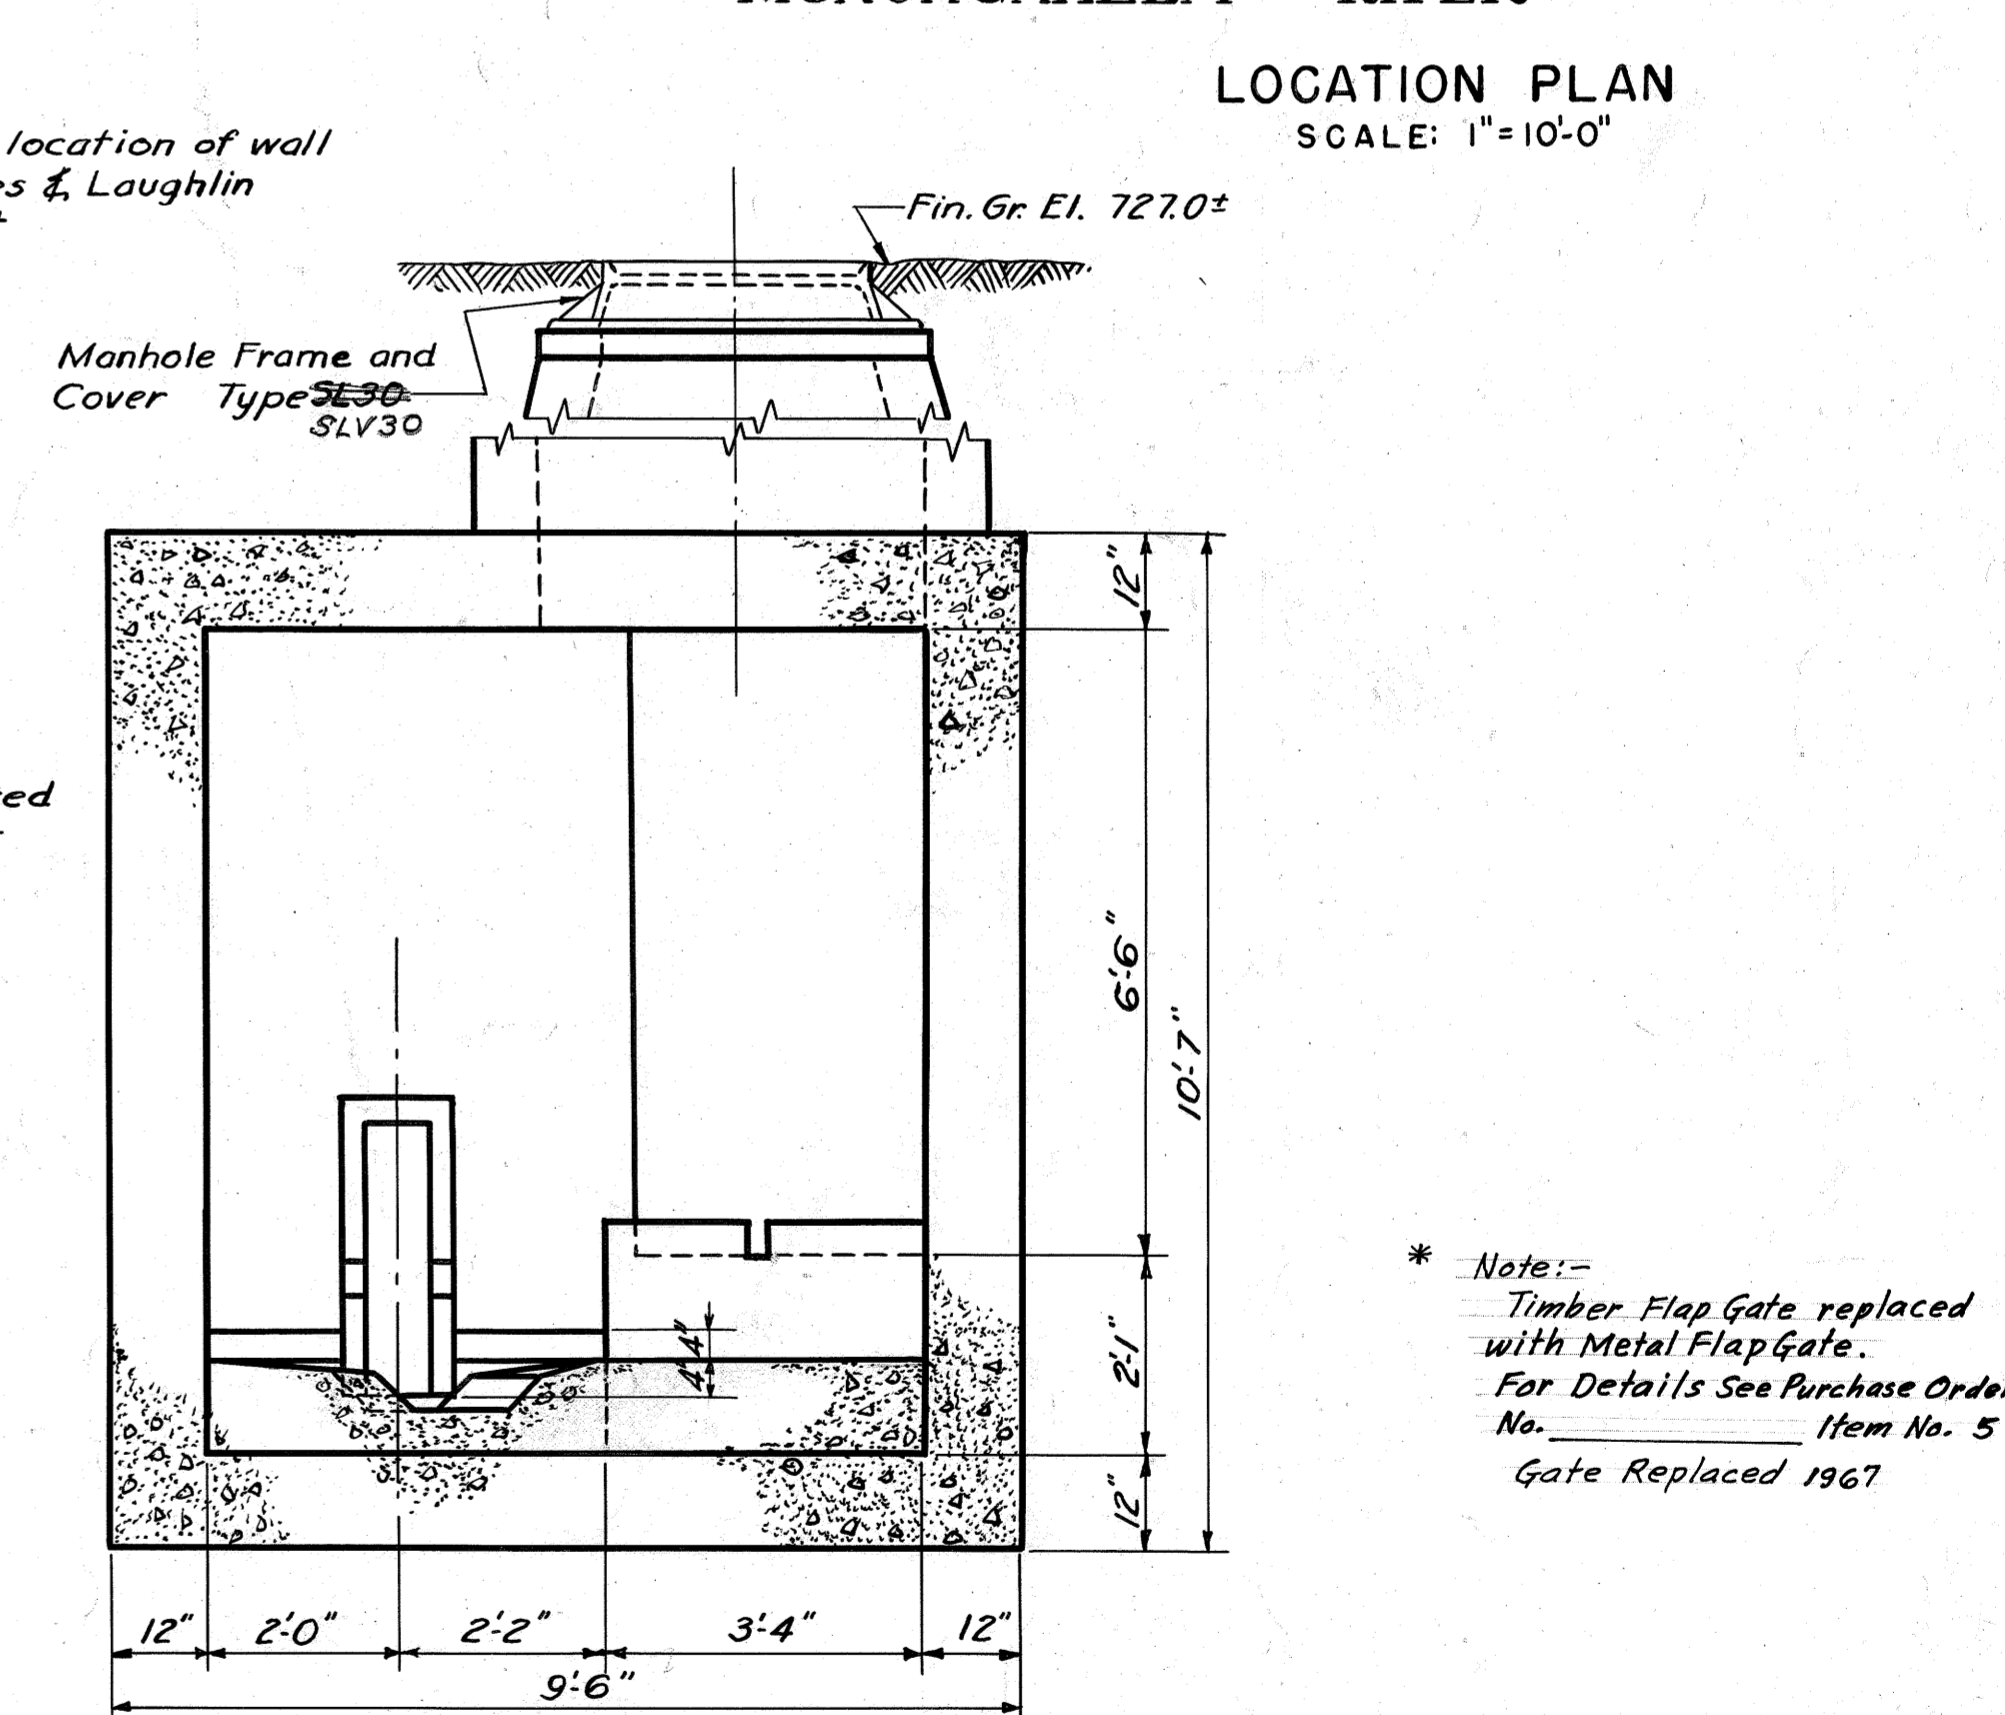 LOCATION PLAN
SCALE: 1"=10'-0"
location of wall
& Laughlin
Fin. Gr. El. 727.0±
Manhole Frame and
Cover Type SL30
SLV30
12"
6'-6"
10'-7"
4"
4"
2'-1"
12"
* Note:-
Timber Flap Gate replaced
with Metal Flap Gate.
For Details See Purchase Order
No. Item No. 5
Gate Replaced 1967
12" 2'-0" 2'-2" 3'-4" 12"
9'-6"